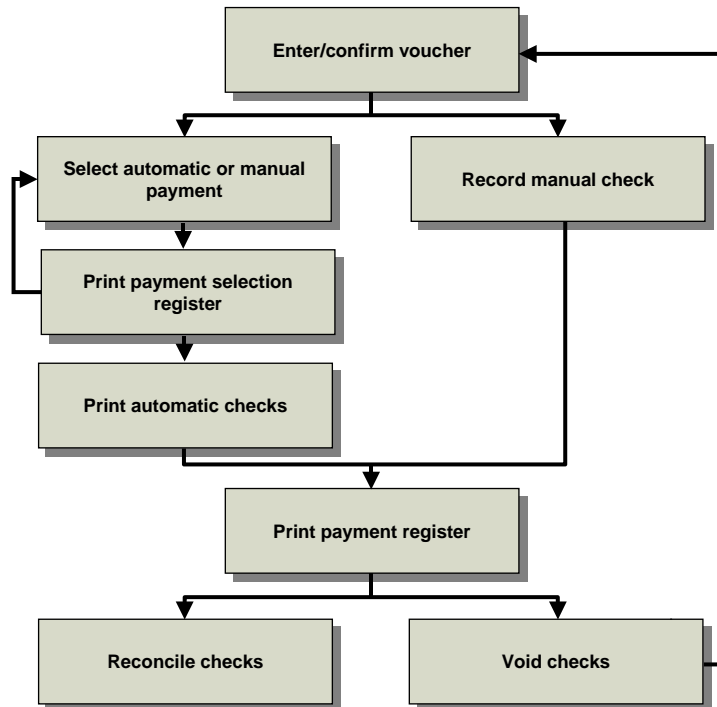 Enter/confirm voucher
Select automatic or manual
payment
Record manual check
Print payment selection
register
Print automatic checks
Print payment register
Reconcile checks
Void checks